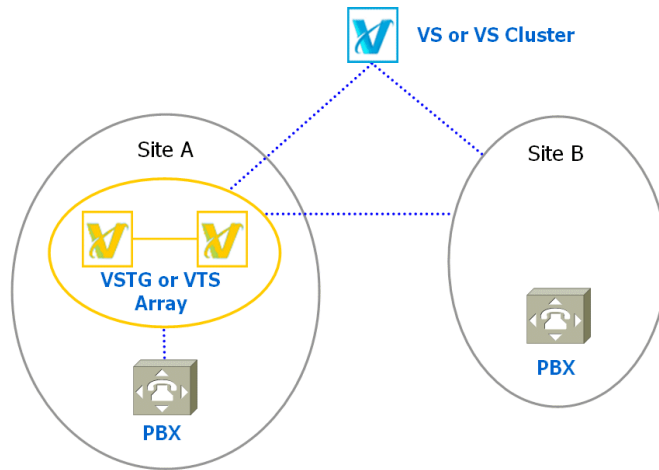 VS or VS Cluster
Site A
Site B
VSTG or VTS
Array
PBX
PBX